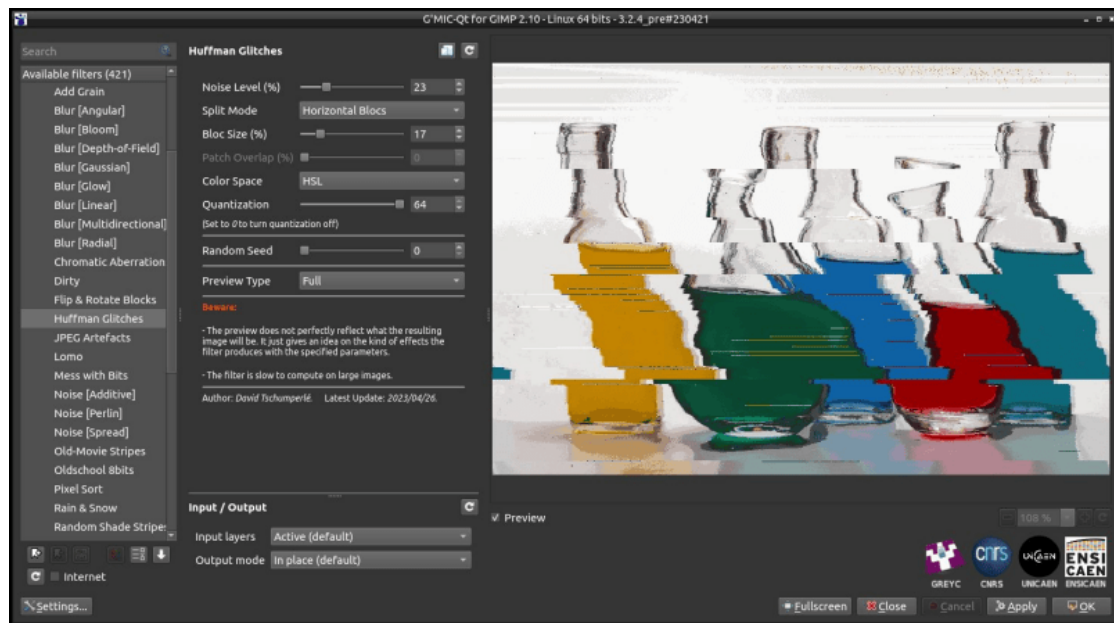 G'MIC-Qt for GIMP 2.10 - Linux 64 bits - 3.2.4_pre#230421
Search
Available filters (421)
Add Grain
Blur [Angular]
Blur [Bloom]
Blur [Depth-of-Field]
Blur [Gaussian]
Blur [Glow]
Blur [Linear]
Blur [Multidirectional]
Blur [Radial]
Chromatic Aberration
Dirty
Flip & Rotate Blocks
Huffman Glitches
JPEG Artefacts
Lomo
Mess with Bits
Noise [Additive]
Noise [Perlin]
Noise [Spread]
Old-Movie Stripes
Oldschool 8bits
Pixel Sort
Rain & Snow
Random Shade Stripe
Internet
Settings...
Huffman Glitches
Noise Level (%) 23
Split Mode Horizontal Blocs
Bloc Size (%) 17
Patch Overlap (%) 0
Color Space HSL
Quantization 64
(Set to 0 to turn quantization off)
Random Seed 0
Preview Type Full
Beware:
- The preview does not perfectly reflect what the resulting
image will be. It just gives an idea on the kind of effects the
filter produces with the specified parameters.
- The filter is slow to compute on large images.
Author: David Tschumperlé. Latest Update: 2023/04/26.
Input / Output
Input layers Active (default)
Output mode In place (default)
Preview
108 %
GREYC
cnrs
CNRS
UNICAEN
UNICAEN
ENSI
CAEN
ENSICAEN
Fullscreen
Close
Cancel
Apply
OK